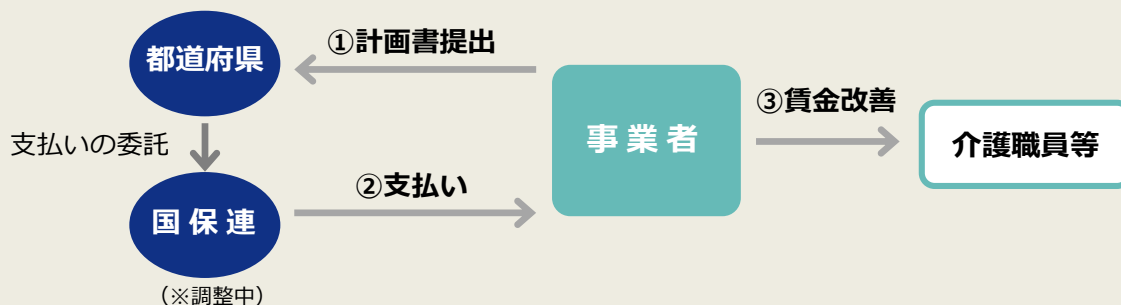 都道府県
①計画書提出
支払いの委託
国保連
（※調整中）
②支払い
事業者
③賃金改善
介護職員等